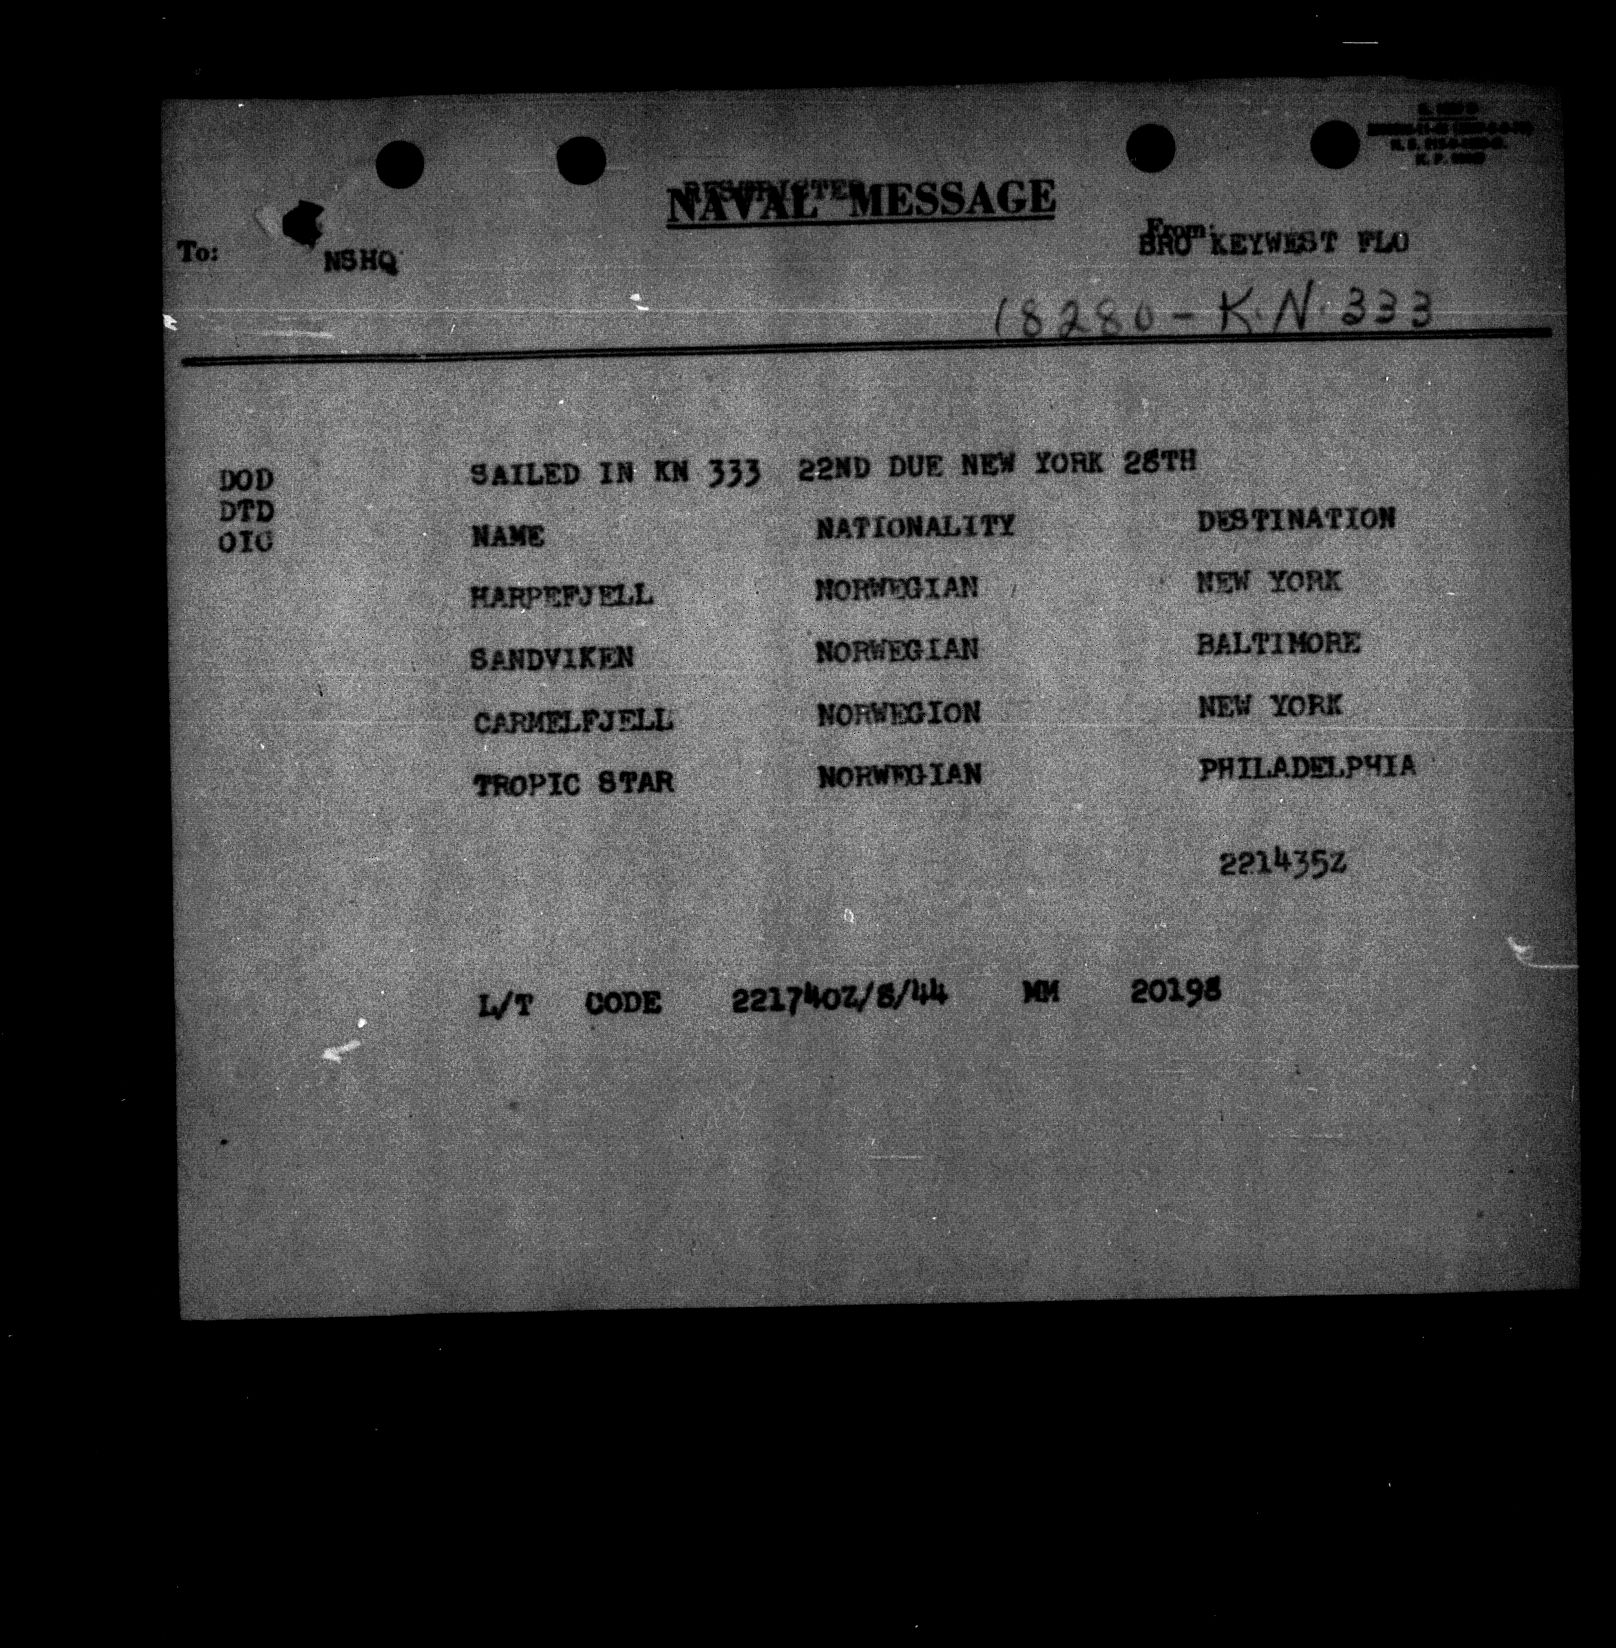 RESTRICTED
NAVAL MESSAGE
To: NSHQ
From:
BRO KEYWEST FLO
18280 - K.N. 333
DOD
DTD
OIC
SAILED IN KN 333 22ND DUE NEW YORK 28TH
NAME NATIONALITY DESTINATION
HARPEFJELL NORWEGIAN NEW YORK
SANDVIKEN NORWEGIAN BALTIMORE
CARMELFJELL NORWEGION NEW YORK
TROPIC STAR NORWEGIAN PHILADELPHIA
221435Z
L/T CODE 221740Z/8/44 MM 20198